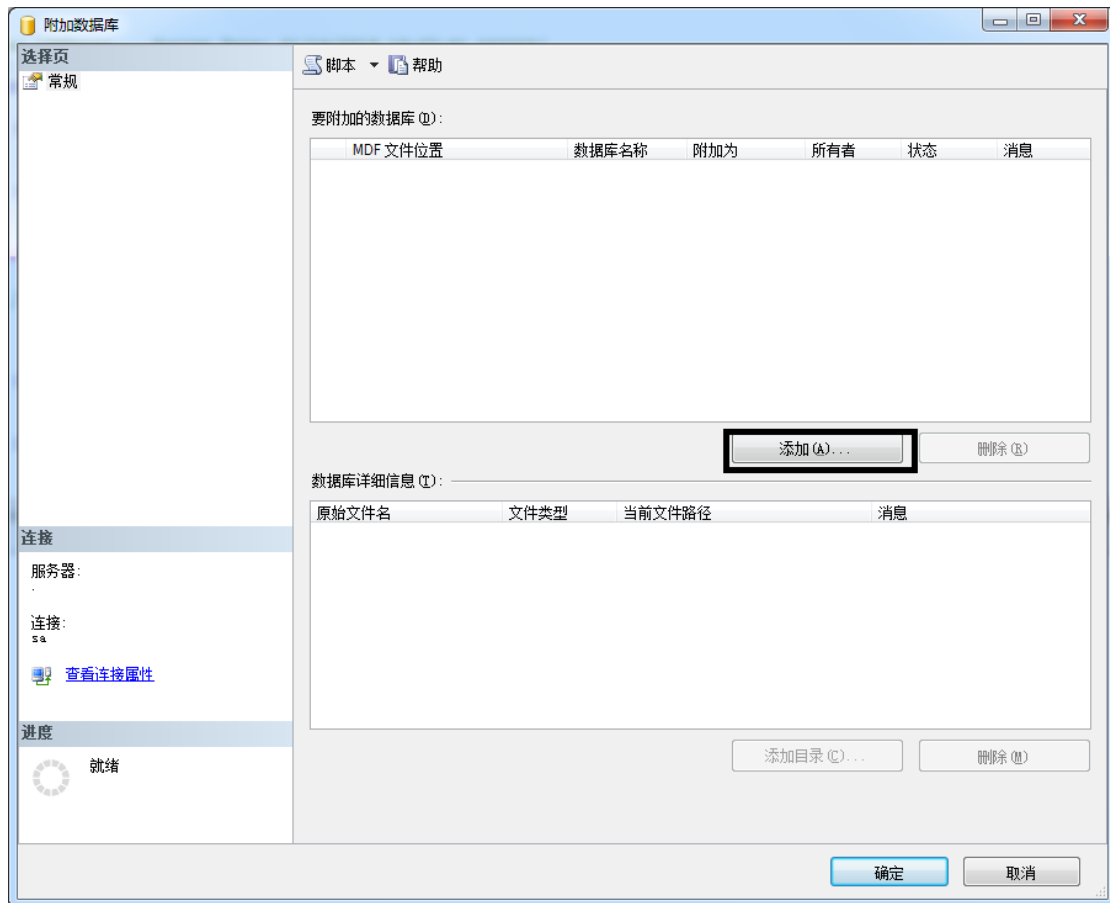 附加数据库
选择页
常规
脚本 帮助
要附加的数据库(D):
MDF 文件位置 数据库名称 附加为 所有者 状态 消息
添加(A)... 删除(R)
数据库详细信息(T):
原始文件名 文件类型 当前文件路径 消息
连接
服务器:
.
连接:
sa
查看连接属性
进度
就绪
添加目录(C)... 删除(M)
确定 取消